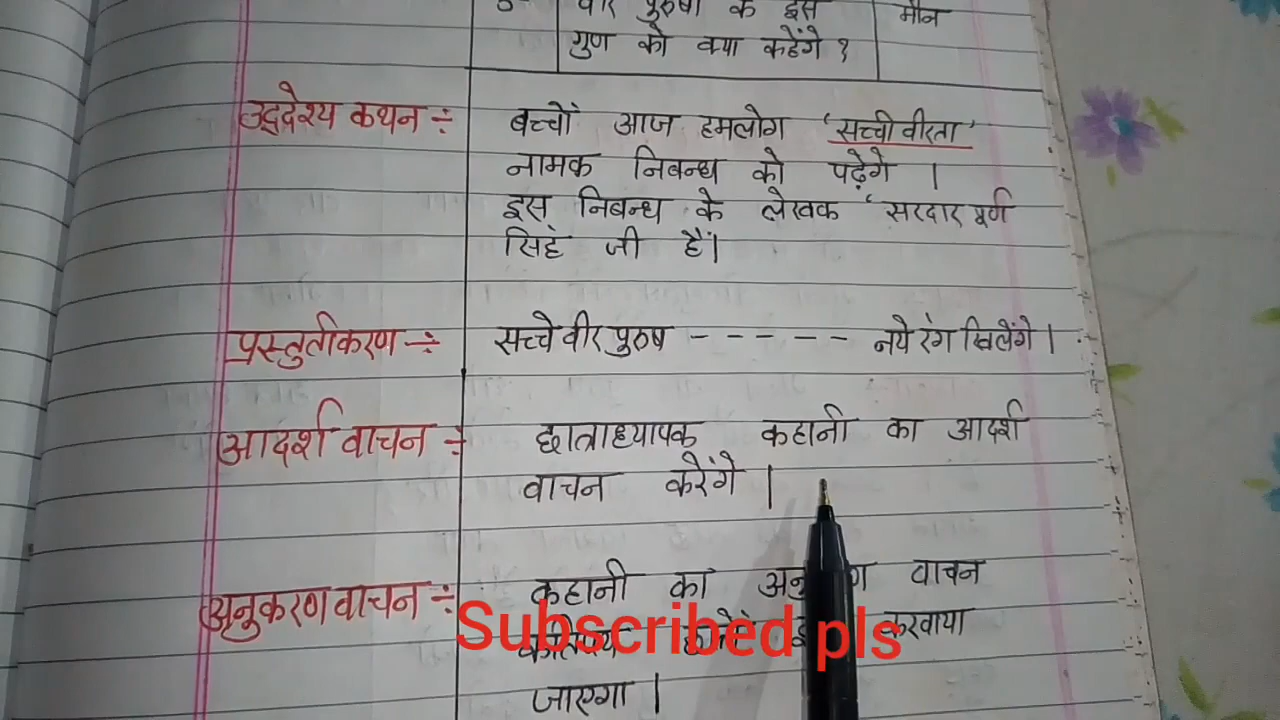 वीर पुरुषों के इस मौन
गुण को क्या कहेंगे ?
उद्देश्य कथन ÷ बच्चों आज हमलोग 'सच्ची वीरता'
नामक निबन्ध को पढ़ेगे ।
इस निबन्ध के लेखक 'सरदार पूर्ण
सिहं जी हैं।
प्रस्तुतीकरण ÷ सच्चे वीर पुरुष - - - - - - नये रंग खिलेंगे ।
आदर्श वाचन ÷ छात्राध्यापक कहानी का आदर्श
वाचन करेंगे ।
अनुकरण वाचन ÷ कहानी का वाचन
करवाया
जाएगा ।
Subscribed pls